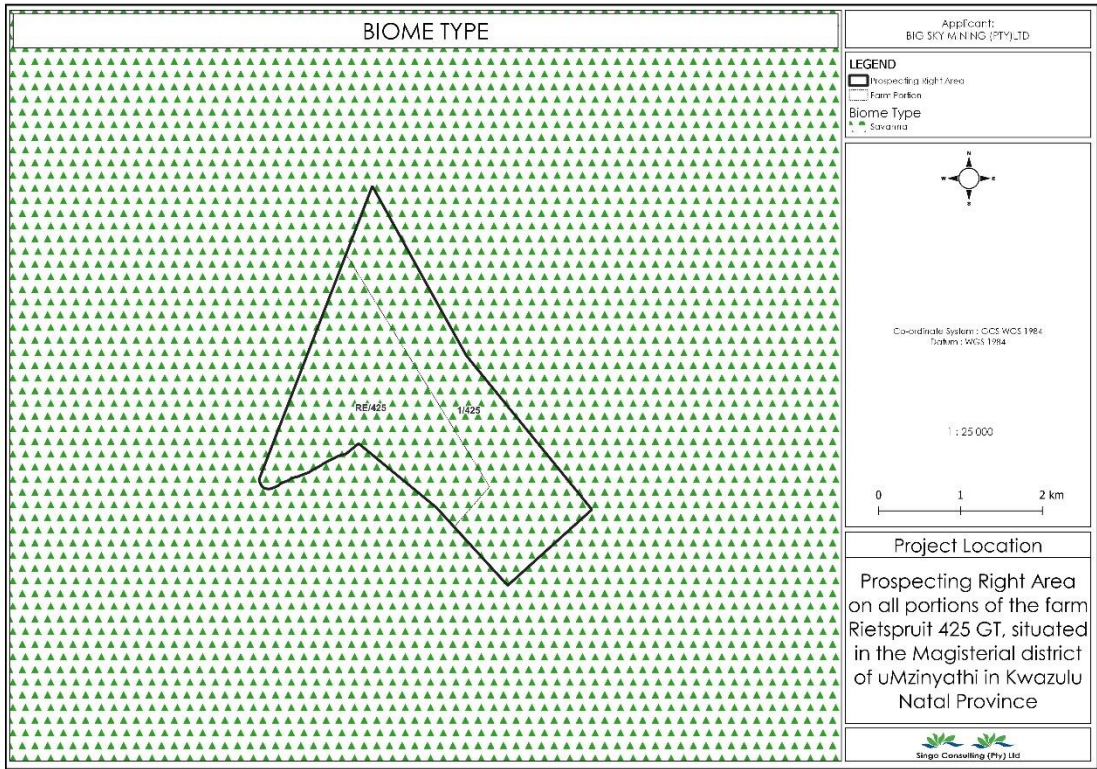 BIOME TYPE
RE/425
1/425
Applicant:
BIG SKY MINING (PTY)LTD
LEGEND
Prospecting Right Area
Farm Portion
Biome Type
Savanna
N
W
E
S
Co-ordinate System : GCS WGS 1984
Datum : WGS 1984
1 : 25 000
0 1 2 km
Project Location
Prospecting Right Area
on all portions of the farm
Rietspruit 425 GT, situated
in the Magisterial district
of uMzinyathi in Kwazulu
Natal Province
Singo Consulting (Pty) Ltd